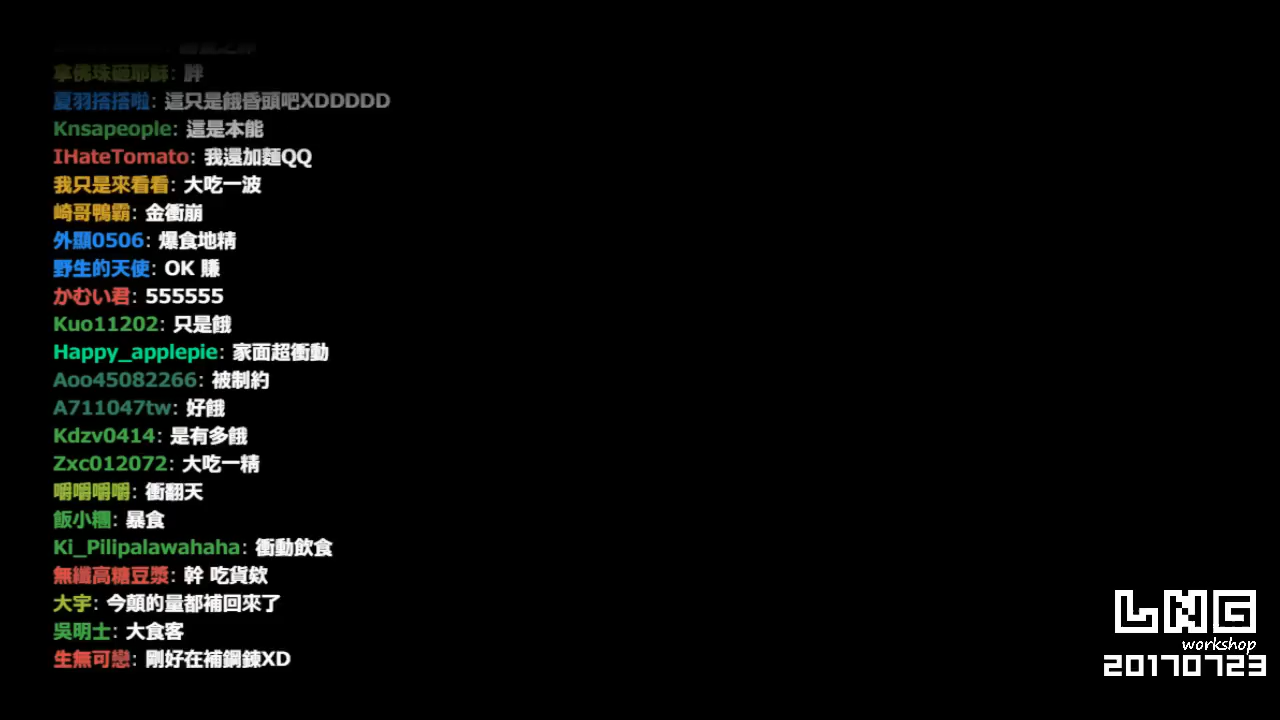 拿佛珠砸耶穌: 胖
夏羽搭搭啦: 這只是餓昏頭吧XDDDDD
Knsapeople: 這是本能
IHateTomato: 我還加麵QQ
我只是來看看: 大吃一波
崎哥鴨霸: 金衝崩
外顯0506: 爆食地精
野生的天使: OK 賺
かむい君: 555555
Kuo11202: 只是餓
Happy_applepie: 家面超衝動
Aoo45082266: 被制約
A711047tw: 好餓
Kdzv0414: 是有多餓
Zxc012072: 大吃一精
嚼嚼嚼嚼: 衝翻天
飯小糰: 暴食
Ki_Pilipalawahaha: 衝動飲食
無纖高糖豆漿: 幹 吃貨欸
大宇: 今顛的量都補回來了
吳明士: 大食客
生無可戀: 剛好在補鋼鍊XD
LNG
workshop
20170723